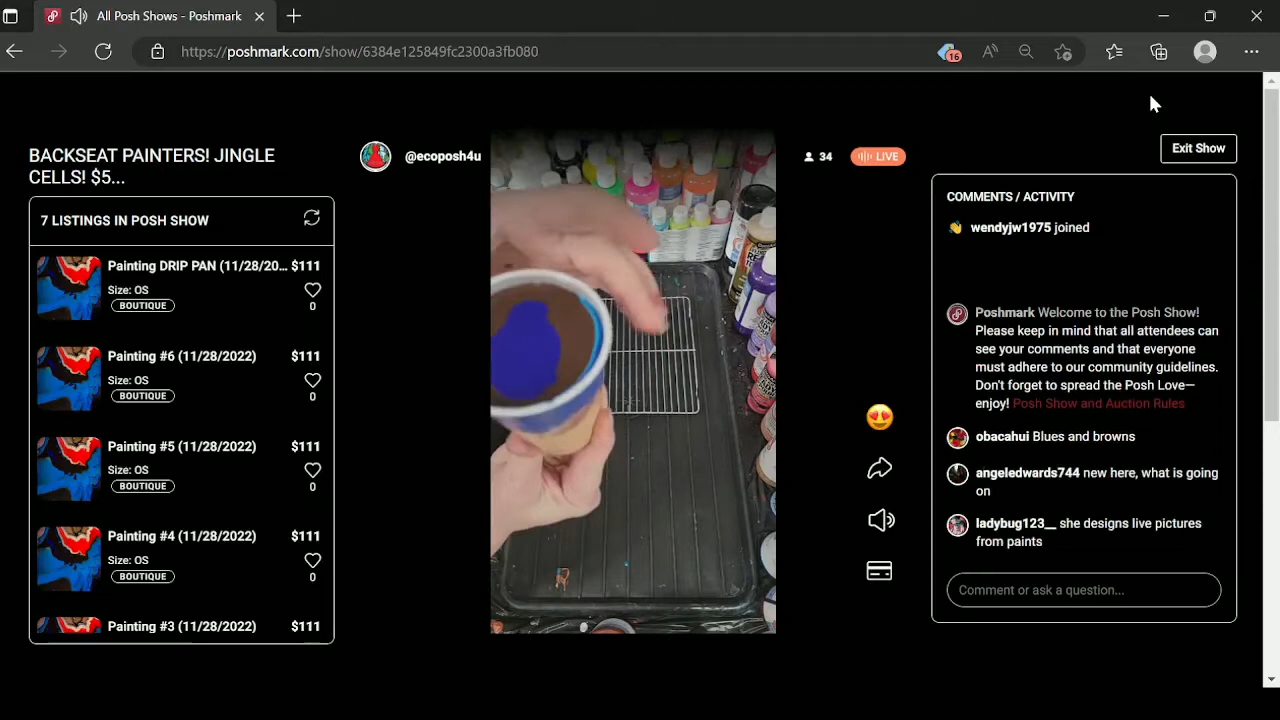 All Posh Shows - Poshmark
https://poshmark.com/show/6384e125849fc2300a3fb080
16
BACKSEAT PAINTERS! JINGLE
CELLS! $5...
@ecoposh4u
34
LIVE
Exit Show
7 LISTINGS IN POSH SHOW
Painting DRIP PAN (11/28/20... $111
Size: OS
BOUTIQUE
0
Painting #6 (11/28/2022) $111
Size: OS
BOUTIQUE
0
Painting #5 (11/28/2022) $111
Size: OS
BOUTIQUE
0
Painting #4 (11/28/2022) $111
Size: OS
BOUTIQUE
0
Painting #3 (11/28/2022) $111
COMMENTS / ACTIVITY
wendyjw1975 joined
Poshmark Welcome to the Posh Show!
Please keep in mind that all attendees can
see your comments and that everyone
must adhere to our community guidelines.
Don't forget to spread the Posh Love—
enjoy! Posh Show and Auction Rules
obacahui Blues and browns
angeledwards744 new here, what is going
on
ladybug123__ she designs live pictures
from paints
Comment or ask a question...